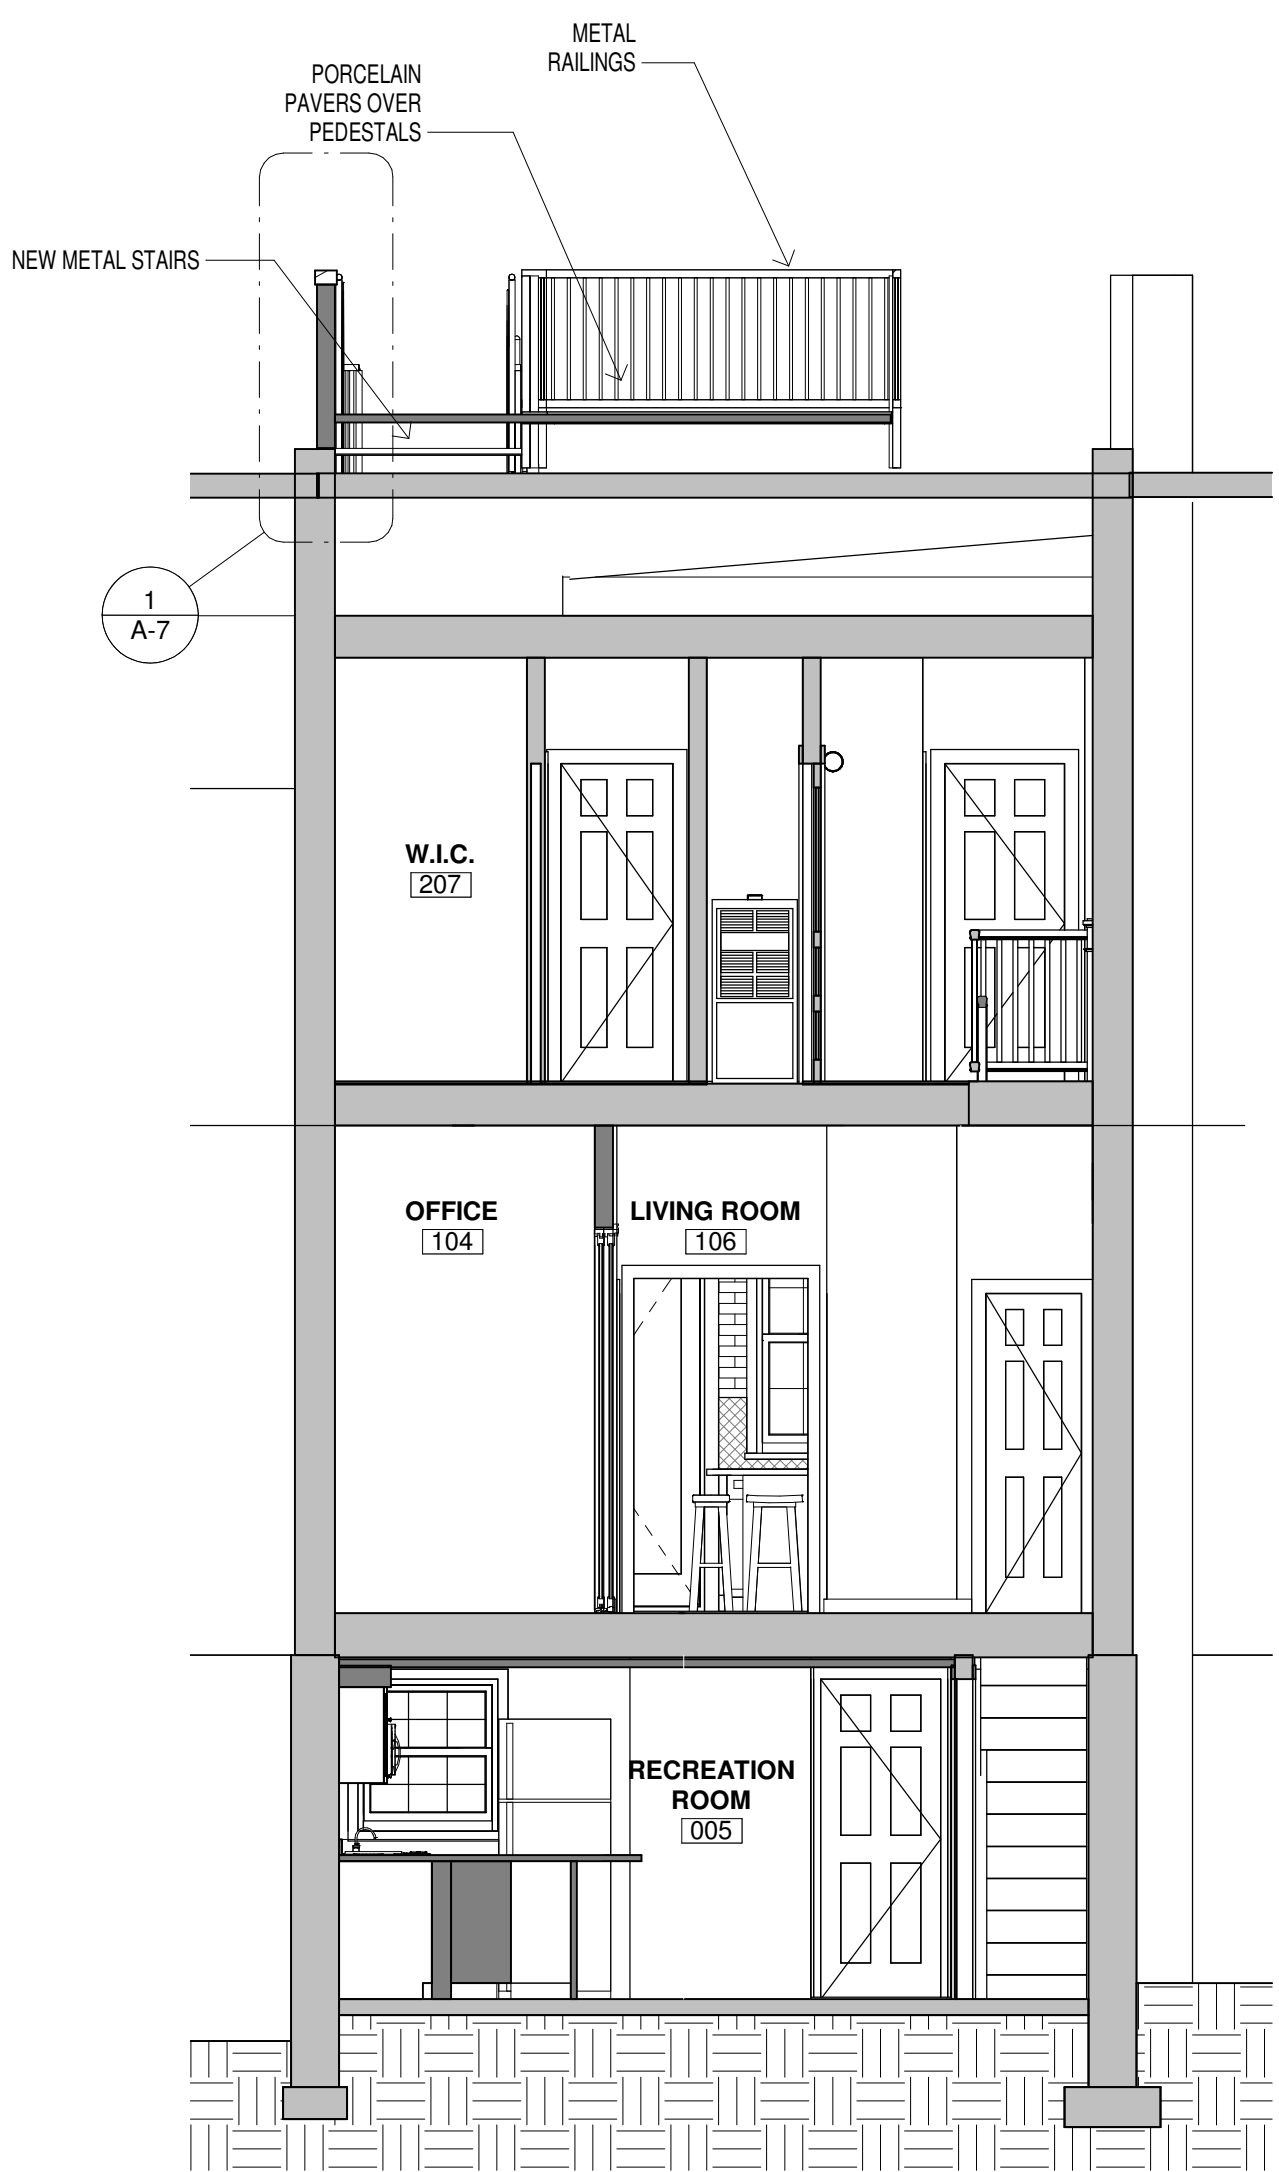 METAL
RAILINGS
PORCELAIN
PAVERS OVER
PEDESTALS
NEW METAL STAIRS
1
A-7
W.I.C.
207
OFFICE
104
LIVING ROOM
106
RECREATION
ROOM
005